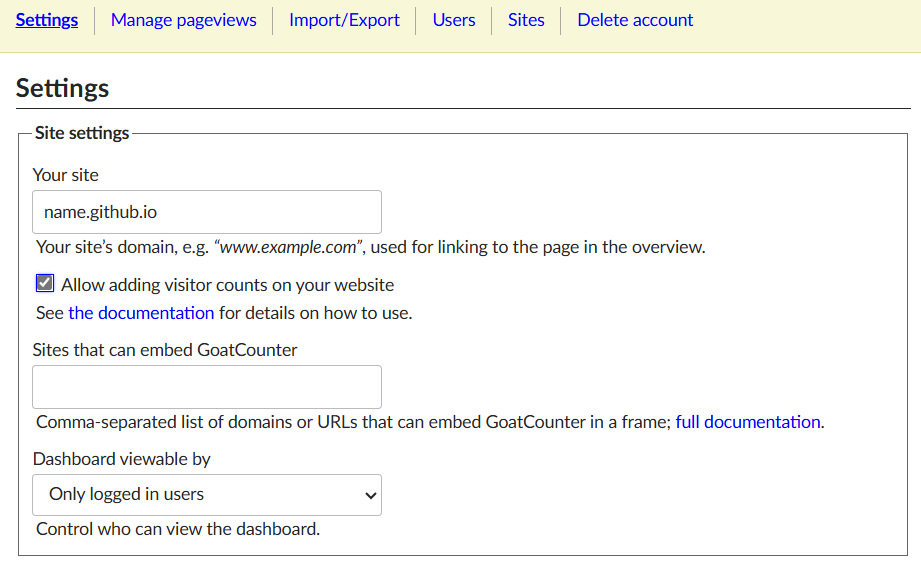 Settings Manage pageviews Import/Export Users Sites Delete account
Settings
Site settings
Your site
name.github.io
Your site’s domain, e.g. “www.example.com”, used for linking to the page in the overview.
Allow adding visitor counts on your website
See the documentation for details on how to use.
Sites that can embed GoatCounter
Comma-separated list of domains or URLs that can embed GoatCounter in a frame; full documentation.
Dashboard viewable by
Only logged in users
Control who can view the dashboard.